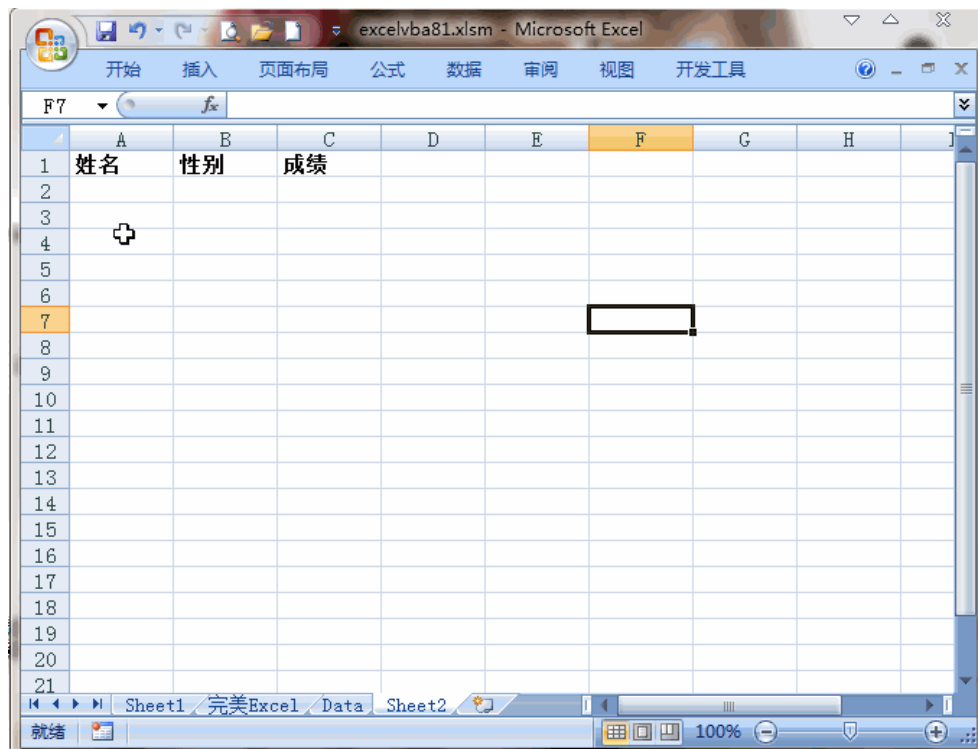 excelvba81.xlsm - Microsoft Excel
开始 插入 页面布局 公式 数据 审阅 视图 开发工具
F7 fx
A B C D E F G H I
1 姓名 性别 成绩
2
3
4
5
6
7
8
9
10
11
12
13
14
15
16
17
18
19
20
21
Sheet1 完美Excel Data Sheet2
就绪 100%